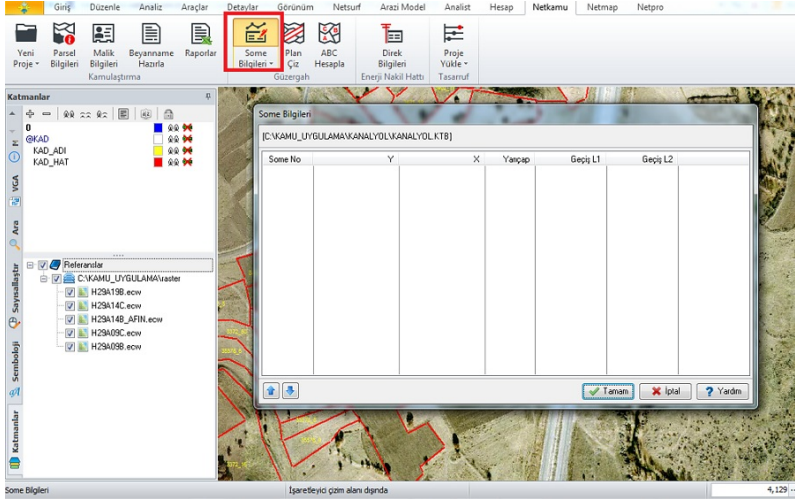 Giriş Düzenle Analiz Araçlar Detaylar Görünüm Netsurf Arazi Model Analist Hesap Netkamu Netmap Netpro
Yeni Proje
Parsel Bilgileri
Malik Bilgileri
Beyanname Hazırla
Raporlar
Some Bilgileri
Plan Çiz
ABC Hesapla
Direk Bilgileri
Proje Yükle
Kamulaştırma
Güzergah
Enerji Nakil Hattı
Tasarruf
Katmanlar
0
@KAD
KAD_ADI
KAD_HAT
VGA
Ara
Sayısallaştır
Semboloji
Katmanlar
Referanslar
C:\KAMU_UYGULAMA\raster
H29A19B.ecw
H29A14C.ecw
H29A14B_AFIN.ecw
H29A09C.ecw
H29A09B.ecw
Some Bilgileri
[C:\KAMU_UYGULAMA\KANALYOL\KANALYOL.KTB]
Some No Y X Yarıçap Geçiş L1 Geçiş L2
Tamam İptal Yardım
Some Bilgileri
İşaretleyici çizim alanı dışında
4,129